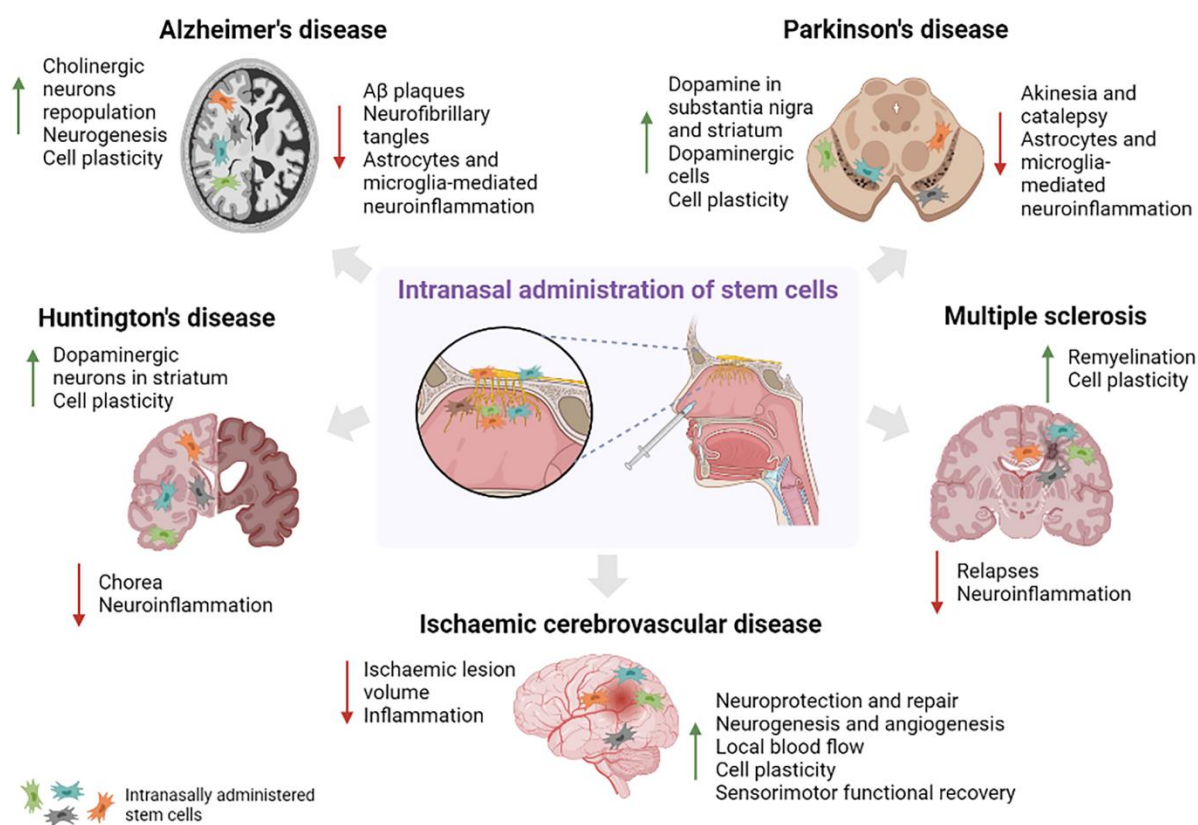 Alzheimer's disease
Cholinergic
neurons
repopulation
Neurogenesis
Cell plasticity
Aβ plaques
Neurofibrillary
tangles
Astrocytes and
microglia-mediated
neuroinflammation
Parkinson's disease
Dopamine in
substantia nigra
and striatum
Dopaminergic
cells
Cell plasticity
Akinesia and
catalepsy
Astrocytes and
microglia-
mediated
neuroinflammation
Intranasal administration of stem cells
Huntington's disease
Dopaminergic
neurons in striatum
Cell plasticity
Chorea
Neuroinflammation
Multiple sclerosis
Remyelination
Cell plasticity
Relapses
Neuroinflammation
Ischaemic cerebrovascular disease
Ischaemic lesion
volume
Inflammation
Neuroprotection and repair
Neurogenesis and angiogenesis
Local blood flow
Cell plasticity
Sensorimotor functional recovery
Intranasally administered
stem cells